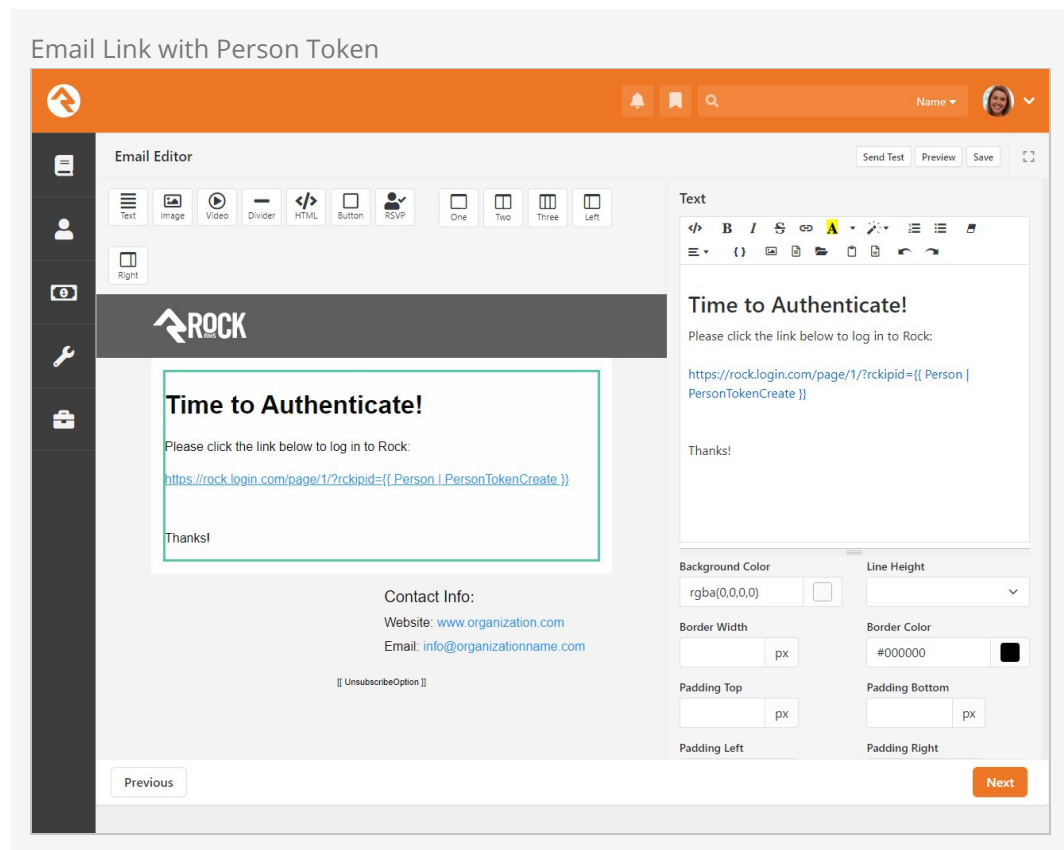 Email Link with Person Token
Name
Email Editor
Send Test Preview Save
Text Image Video Divider HTML Button RSVP One Two Three Left
Right
Text
B I S A
ROCK
RMS
Time to Authenticate!
Please click the link below to log in to Rock:
https://rock.login.com/page/1/?rckipid={{ Person | PersonTokenCreate }}
Thanks!
Contact Info:
Website: www.organization.com
Email: info@organizationname.com
[[ UnsubscribeOption ]]
Time to Authenticate!
Please click the link below to log in to Rock:
https://rock.login.com/page/1/?rckipid={{ Person |
PersonTokenCreate }}
Thanks!
Background Color Line Height
rgba(0,0,0,0)
Border Width Border Color
px #000000
Padding Top Padding Bottom
px px
Padding Left Padding Right
Previous Next